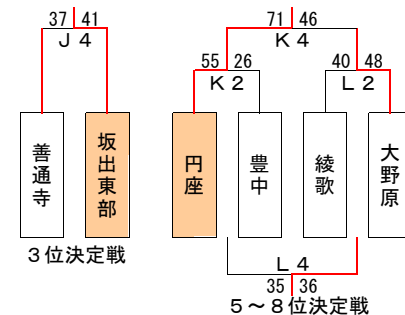 37 41
J4
71 46
K4
55 26
K2
40 48
L2
善通寺
坂出東部
円座
豊中
綾歌
大野原
3位決定戦
L4
35 36
5~8位決定戦